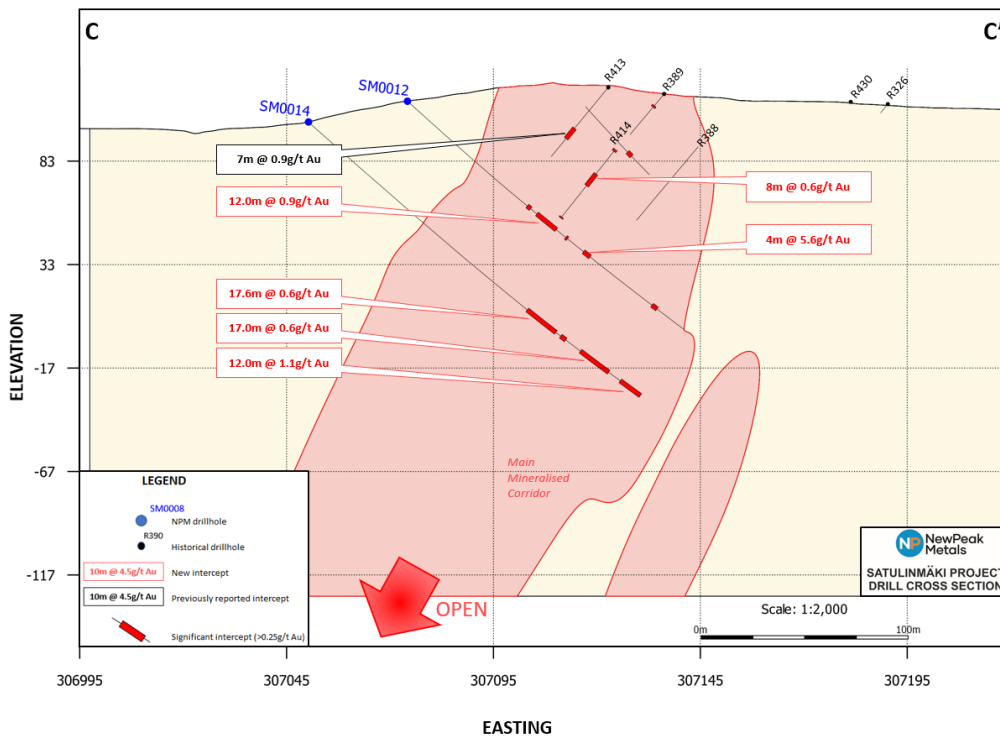 C
C'
R413
R389
SM0012
R430
R326
SM0014
R414
R388
7m @ 0.9g/t Au
83
8m @ 0.6g/t Au
12.0m @ 0.9g/t Au
4m @ 5.6g/t Au
33
17.6m @ 0.6g/t Au
17.0m @ 0.6g/t Au
12.0m @ 1.1g/t Au
-17
ELEVATION
Main
Mineralised
Corridor
-67
LEGEND
SM0008
NPM drillhole
R390
Historical drillhole
10m @ 4.5g/t Au
New intercept
10m @ 4.5g/t Au
Previously reported intercept
Significant intercept (>0.25g/t Au)
-117
OPEN
NP
NewPeak
Metals
SATULINMÄKI PROJECT
DRILL CROSS SECTION
Scale: 1:2,000
0m
100m
306995
307045
307095
307145
307195
EASTING